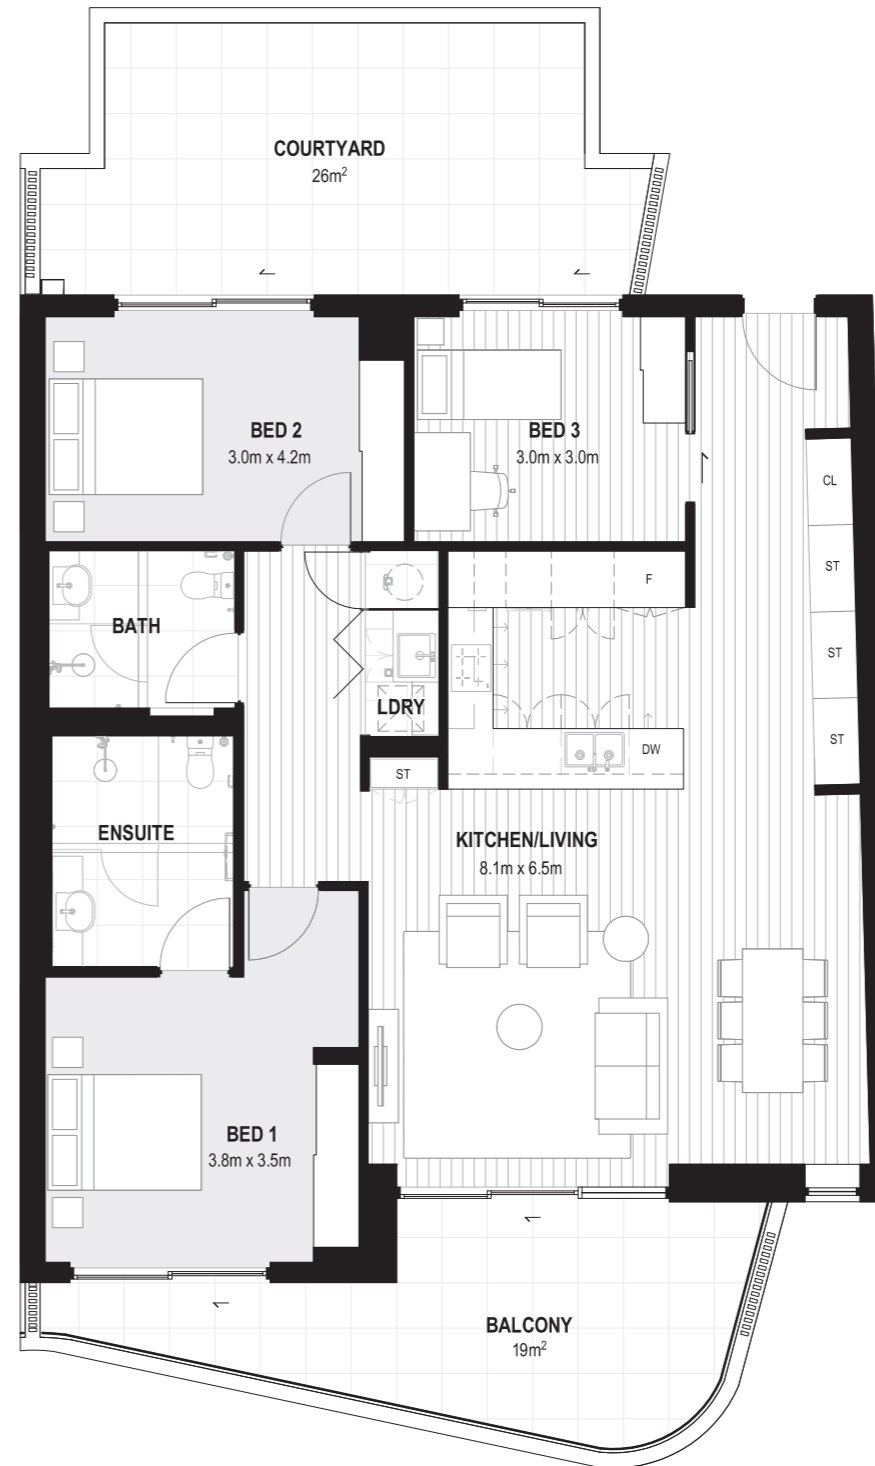 COURTYARD
26m²
BED 2
3.0m x 4.2m
BED 3
3.0m x 3.0m
CL
ST
ST
ST
F
BATH
LDRY
DW
ST
ENSUITE
KITCHEN/LIVING
8.1m x 6.5m
BED 1
3.8m x 3.5m
BALCONY
19m²